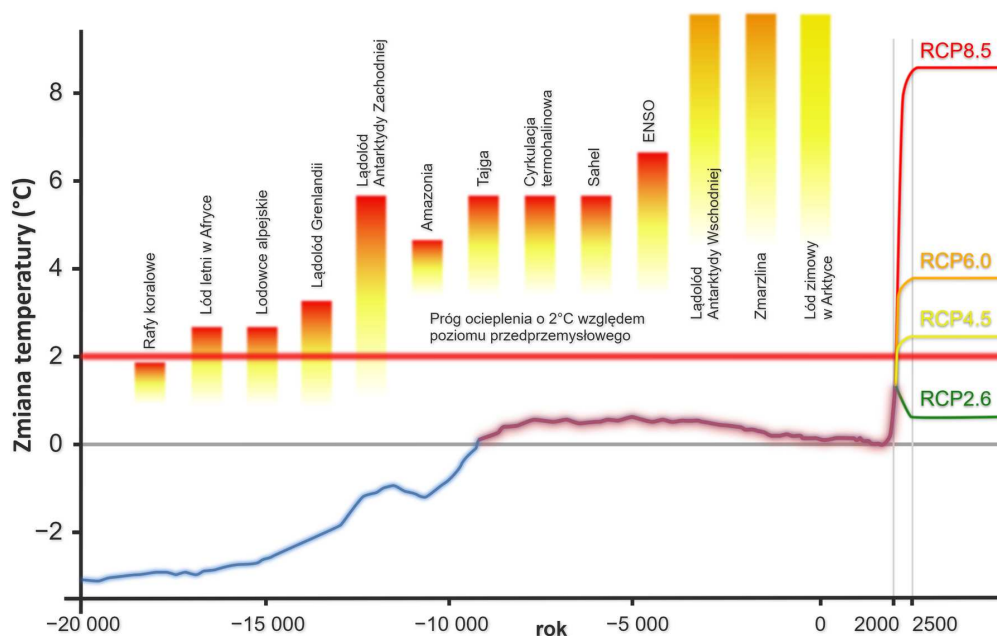 Zmiana temperatury (°C)
8
6
4
2
0
−2
Rafy koralowe
Lód letni w Afryce
Lodowce alpejskie
Lądolód Grenlandii
Lądolód
Antarktydy Zachodniej
Amazonia
Tajga
Cyrkulacja
termohalinowa
Sahel
ENSO
Lądolód
Antarktydy Wschodniej
Zmarzlina
Lód zimowy
w Arktyce
Próg ocieplenia o 2°C względem
poziomu przedprzemysłowego
RCP8.5
RCP6.0
RCP4.5
RCP2.6
−20 000
−15 000
−10 000
rok
−5 000
0
2000
2500